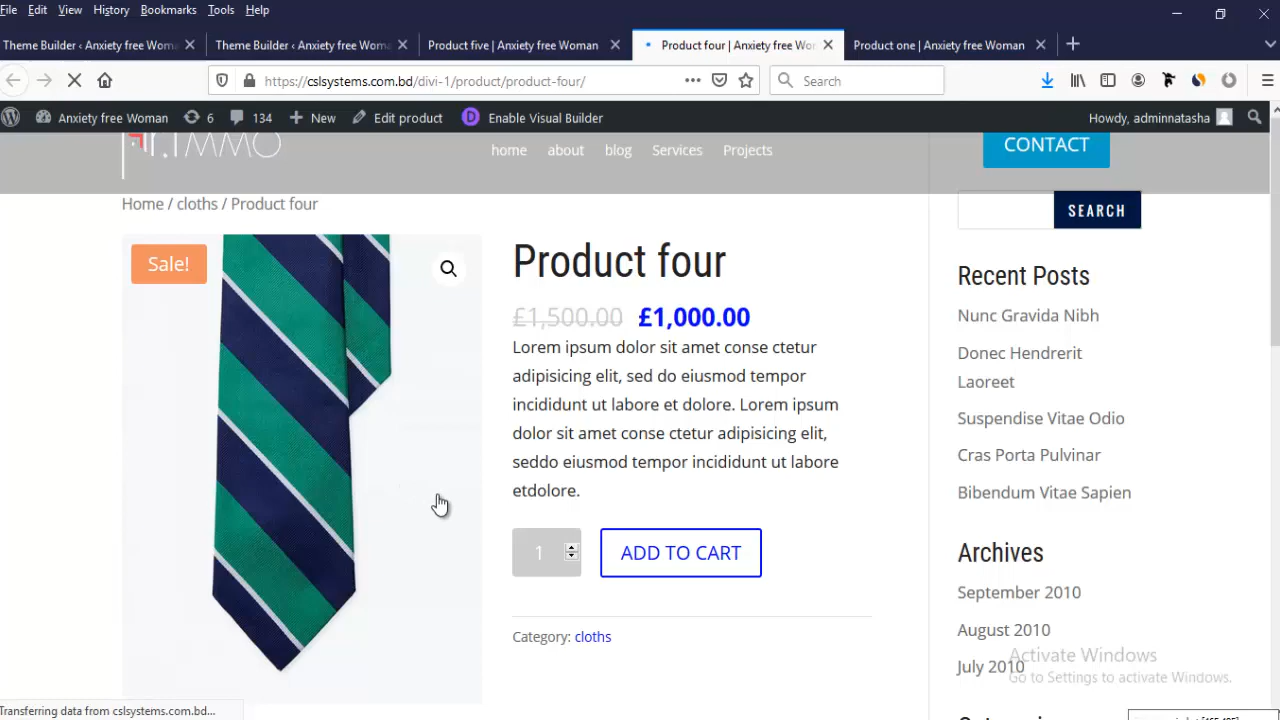 File Edit View History Bookmarks Tools Help
Theme Builder ‹ Anxiety free Wom
Theme Builder ‹ Anxiety free Wom
Product five | Anxiety free Woman
Product four | Anxiety free Wor
Product one | Anxiety free Woman
https://cslsystems.com.bd/divi-1/product/product-four/
Search
Anxiety free Woman 6 134 New Edit product Enable Visual Builder Howdy, adminnatasha
home about blog Services Projects
CONTACT
Home / cloths / Product four
SEARCH
Sale!
Product four
£1,500.00 £1,000.00
Lorem ipsum dolor sit amet conse ctetur
adipisicing elit, sed do eiusmod tempor
incididunt ut labore et dolore. Lorem ipsum
dolor sit amet conse ctetur adipisicing elit,
seddo eiusmod tempor incididunt ut labore
etdolore.
1
ADD TO CART
Category: cloths
Recent Posts
Nunc Gravida Nibh
Donec Hendrerit
Laoreet
Suspendise Vitae Odio
Cras Porta Pulvinar
Bibendum Vitae Sapien
Archives
September 2010
August 2010
July 2010
Activate Windows
Go to Settings to activate Windows.
Transferring data from cslsystems.com.bd...